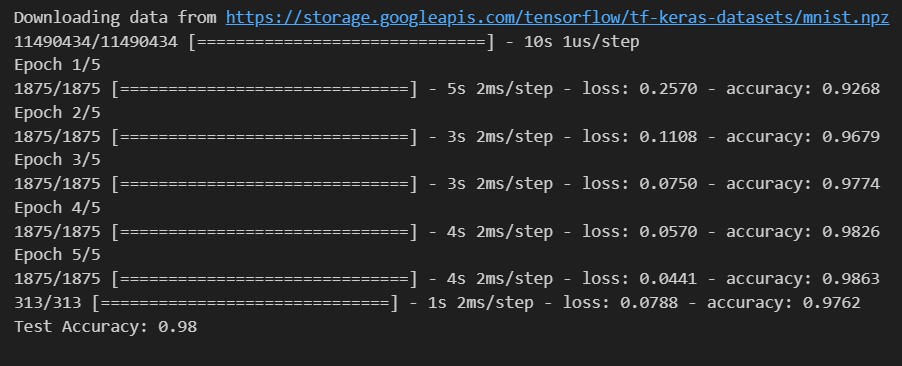 Downloading data from https://storage.googleapis.com/tensorflow/tf-keras-datasets/mnist.npz
11490434/11490434 [==============================] - 10s 1us/step
Epoch 1/5
1875/1875 [==============================] - 5s 2ms/step - loss: 0.2570 - accuracy: 0.9268
Epoch 2/5
1875/1875 [==============================] - 3s 2ms/step - loss: 0.1108 - accuracy: 0.9679
Epoch 3/5
1875/1875 [==============================] - 3s 2ms/step - loss: 0.0750 - accuracy: 0.9774
Epoch 4/5
1875/1875 [==============================] - 4s 2ms/step - loss: 0.0570 - accuracy: 0.9826
Epoch 5/5
1875/1875 [==============================] - 4s 2ms/step - loss: 0.0441 - accuracy: 0.9863
313/313 [==============================] - 1s 2ms/step - loss: 0.0788 - accuracy: 0.9762
Test Accuracy: 0.98